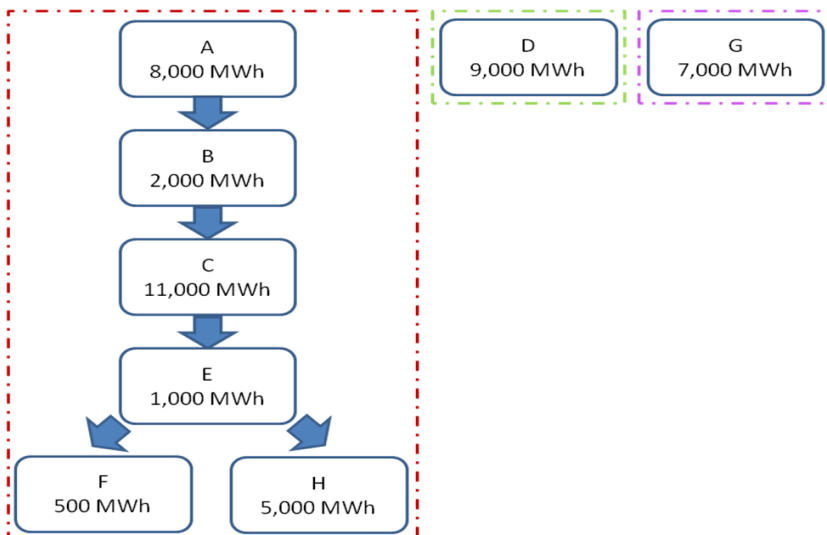 A
8,000 MWh
D
9,000 MWh
G
7,000 MWh
B
2,000 MWh
C
11,000 MWh
E
1,000 MWh
F
500 MWh
H
5,000 MWh